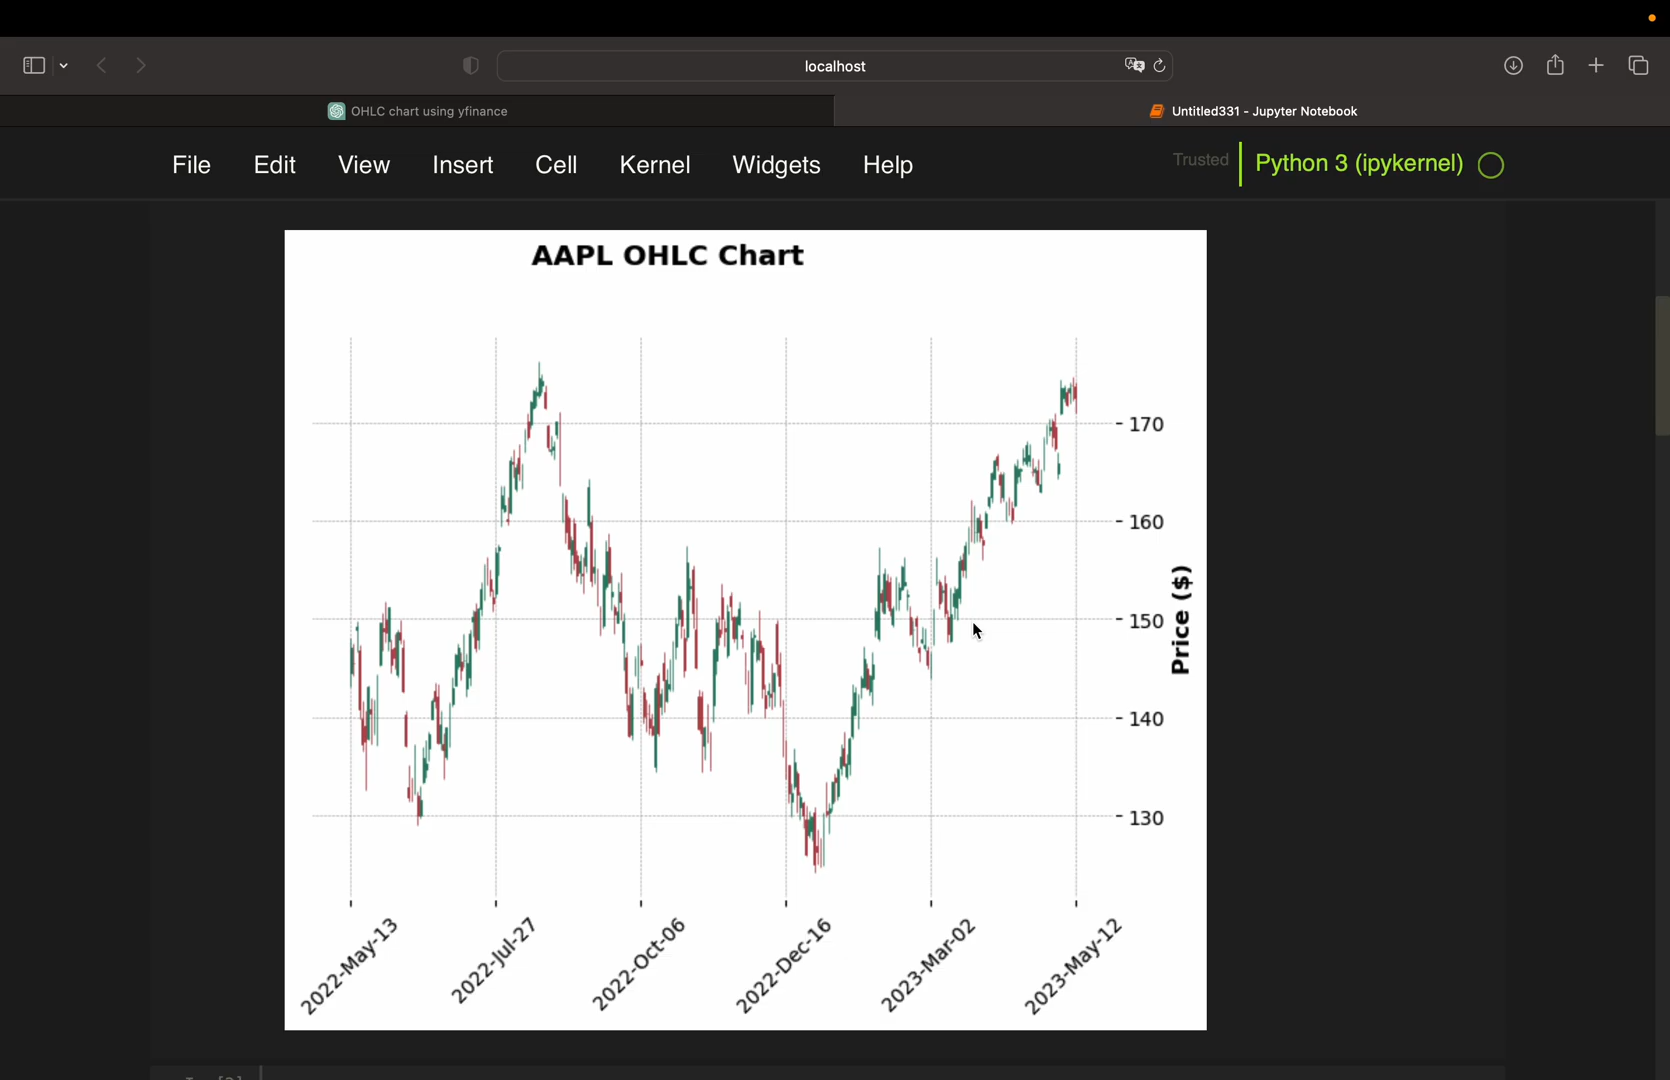 localhost
OHLC chart using yfinance
Untitled331 - Jupyter Notebook
File Edit View Insert Cell Kernel Widgets Help
Trusted
Python 3 (ipykernel)
AAPL OHLC Chart
170
160
150
140
130
Price ($)
2022-May-13
2022-Jul-27
2022-Oct-06
2022-Dec-16
2023-Mar-02
2023-May-12